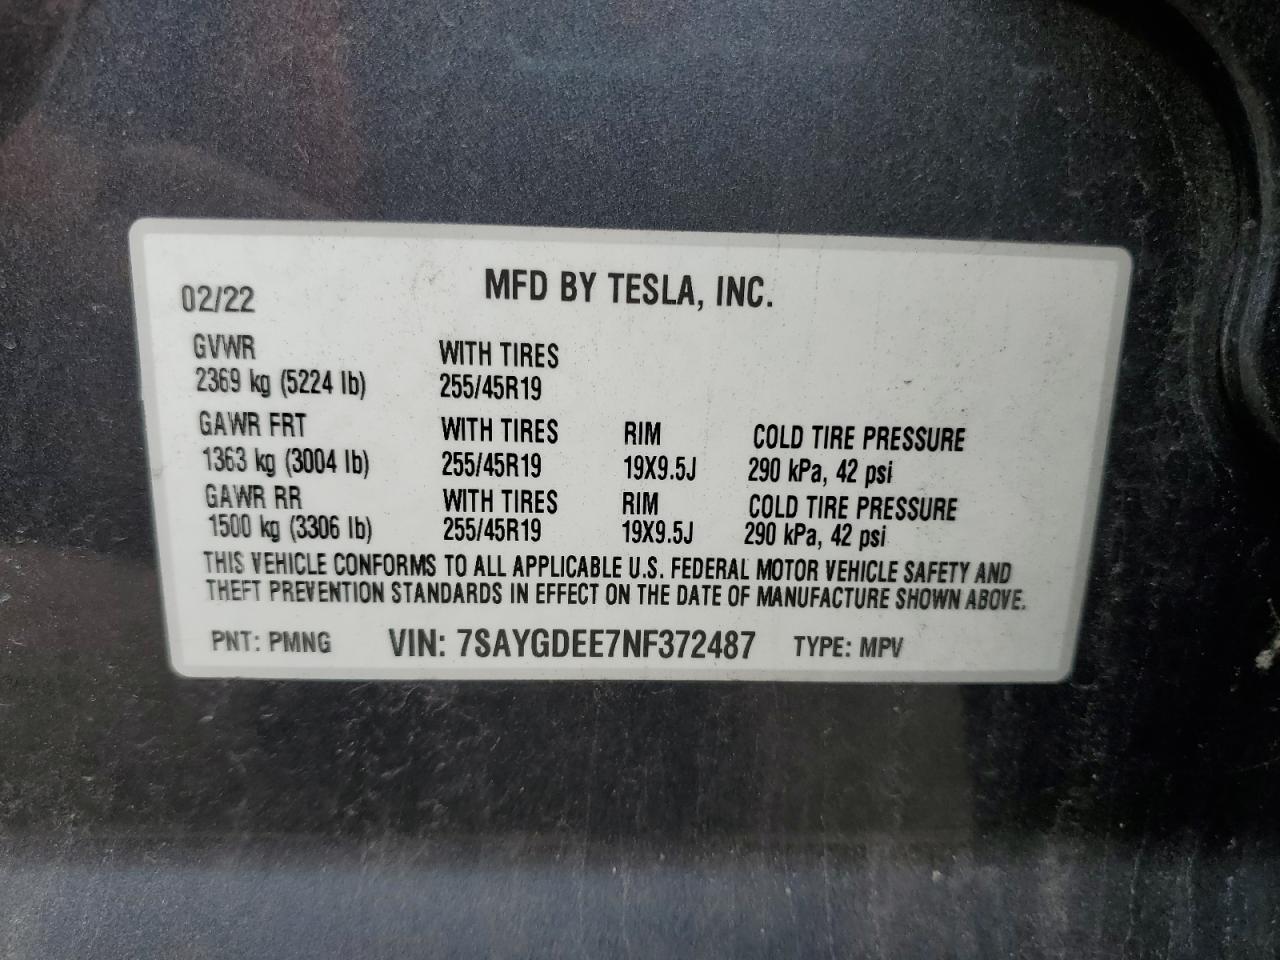 02/22 MFD BY TESLA, INC.
GVWR WITH TIRES
2369 kg (5224 lb) 255/45R19
GAWR FRT WITH TIRES RIM COLD TIRE PRESSURE
1363 kg (3004 lb) 255/45R19 19X9.5J 290 kPa, 42 psi
GAWR RR WITH TIRES RIM COLD TIRE PRESSURE
1500 kg (3306 lb) 255/45R19 19X9.5J 290 kPa, 42 psi
THIS VEHICLE CONFORMS TO ALL APPLICABLE U.S. FEDERAL MOTOR VEHICLE SAFETY AND
THEFT PREVENTION STANDARDS IN EFFECT ON THE DATE OF MANUFACTURE SHOWN ABOVE.
PNT: PMNG VIN: 7SAYGDEE7NF372487 TYPE: MPV